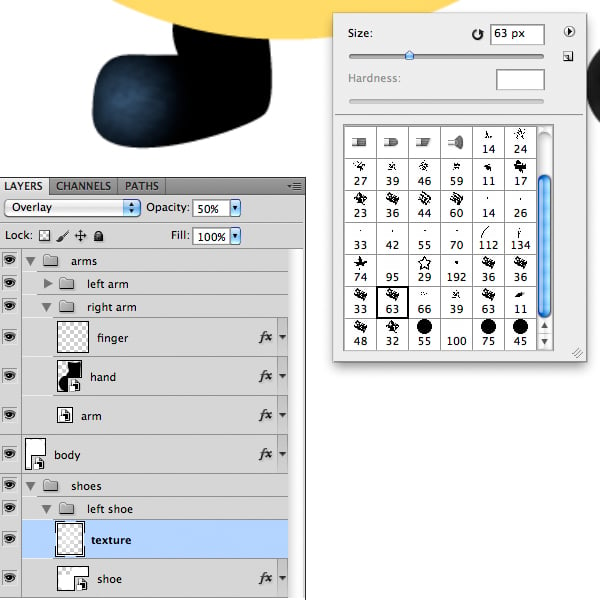 Size: 63 px
Hardness:
14 24
27 39 46 59 11 17
23 36 44 60 14 26
33 42 55 70 112 134
74 95 29 192 36 36
33 63 66 39 63 11
48 32 55 100 75 45
LAYERS CHANNELS PATHS
Overlay Opacity: 50%
Lock: Fill: 100%
arms
left arm
right arm
finger fx
hand fx
arm fx
body fx
shoes
left shoe
texture
shoe fx